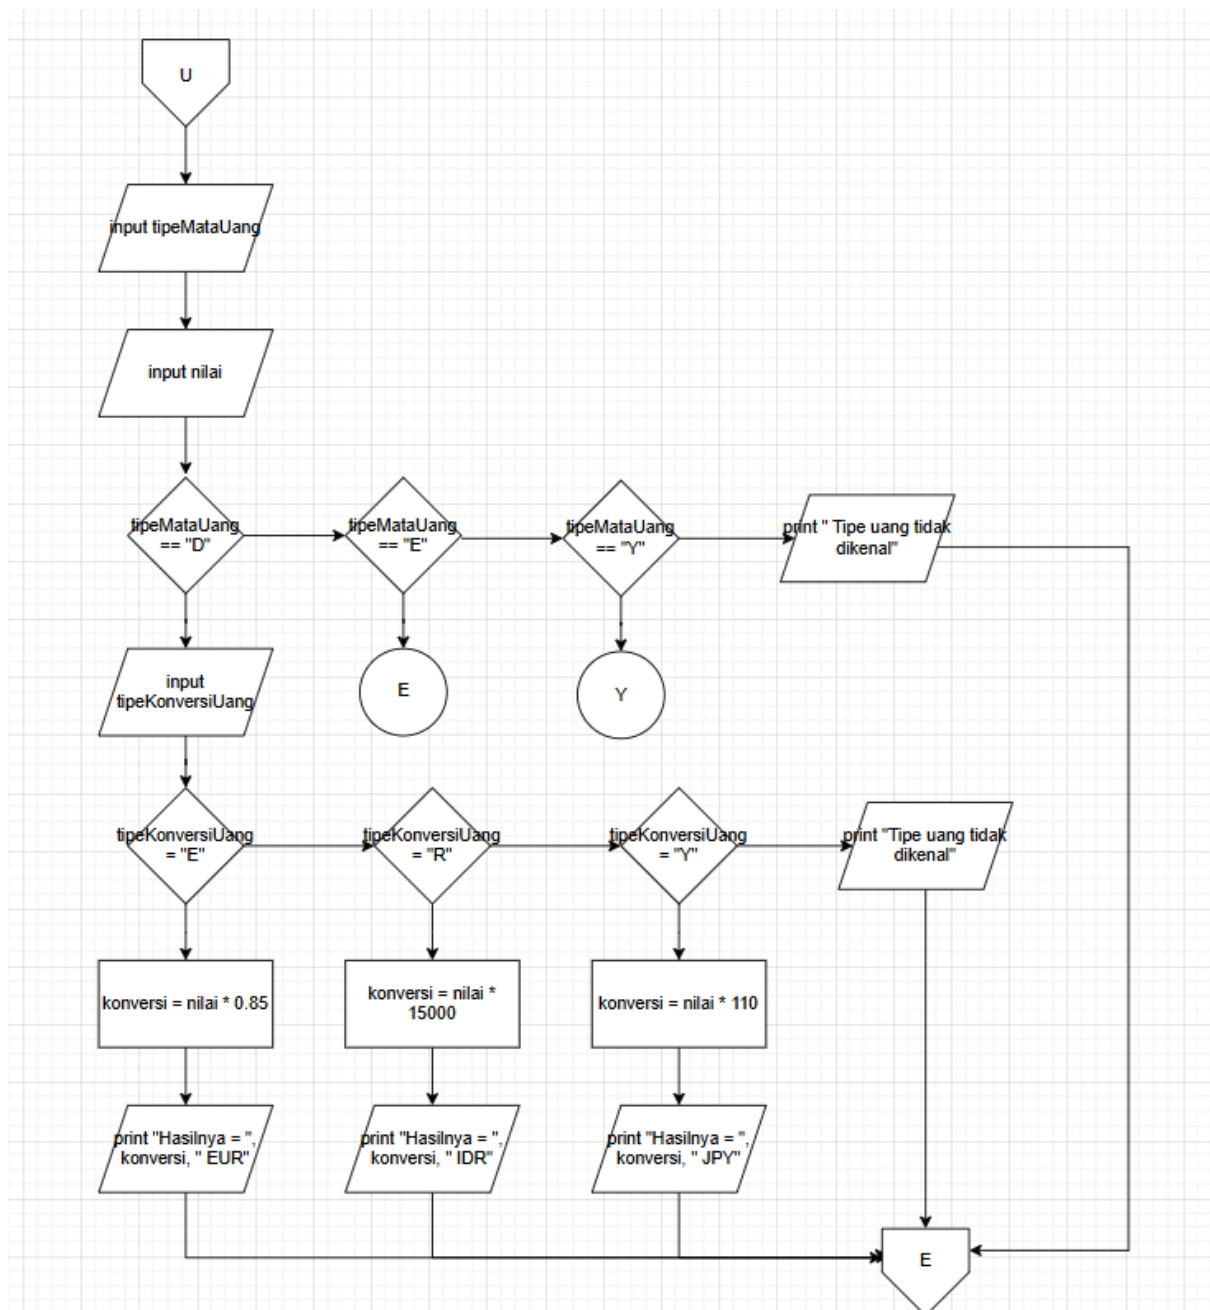 U
input tipeMataUang
input nilai
tipeMataUang
== "D"
tipeMataUang
== "E"
tipeMataUang
== "Y"
print " Tipe uang tidak
dikenal"
input
tipeKonversiUang
E
Y
tipeKonversiUang
= "E"
tipeKonversiUang
= "R"
tipeKonversiUang
= "Y"
print "Tipe uang tidak
dikenal"
konversi = nilai * 0.85
konversi = nilai *
15000
konversi = nilai * 110
print "Hasilnya = ",
konversi, " EUR"
print "Hasilnya = ",
konversi, " IDR"
print "Hasilnya = ",
konversi, " JPY"
E